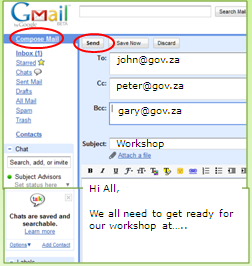 Gmail
by Google BETA
Compose Mail
Inbox (1)
Starred
Chats
Sent Mail
Drafts
All Mail
Spam
Trash
Contacts
Chat
Search, add, or invite
Subject Advisors
Set status here
talk
Chats are saved and searchable.
Learn more
Options Add Contact
Send Save Now Discard
To: john@gov.za
Cc: peter@gov.za
Bcc: gary@gov.za
Subject: Workshop
Attach a file
B I U
Hi All,
We all need to get ready for
our workshop at.....